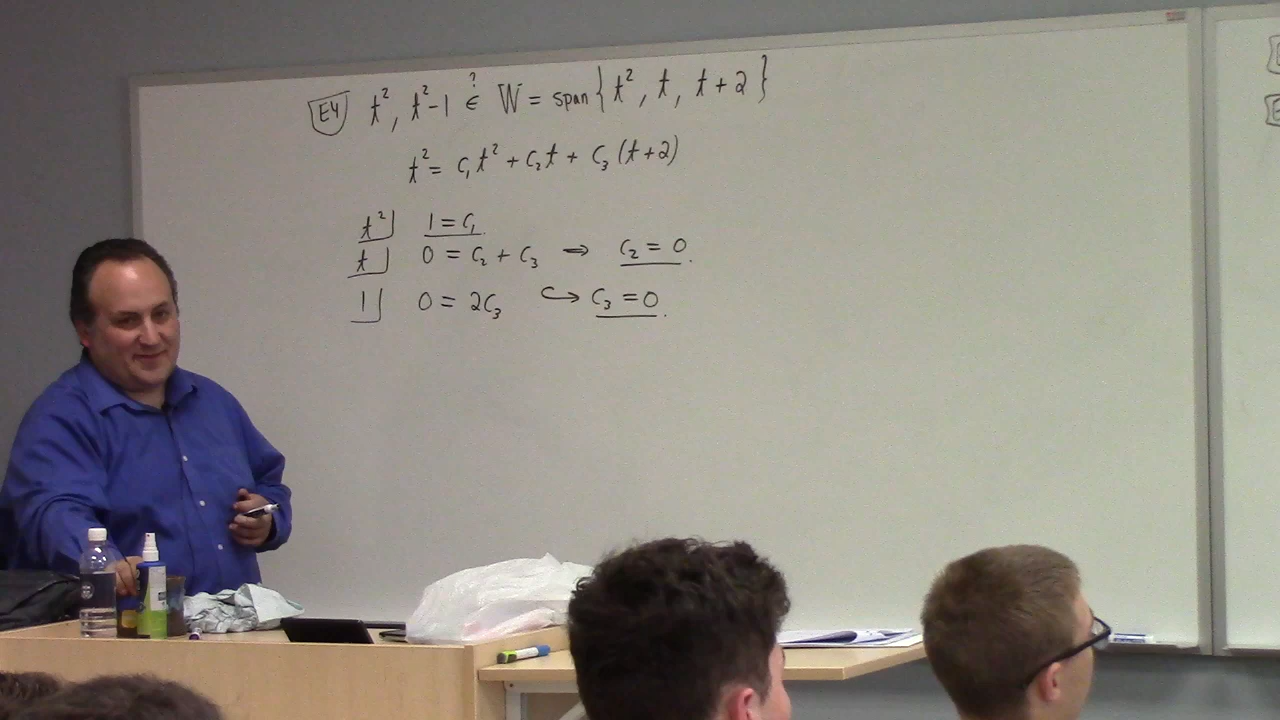 E4 t², t²-1 ?∈ W = span{t², t, t+2}
t² = c₁t² + c₂t + c₃(t+2)
t² 1 = c₁.
t 0 = c₂ + c₃ ⇒ c₂ = 0.
1 0 = 2c₃ ↪ c₃ = 0.